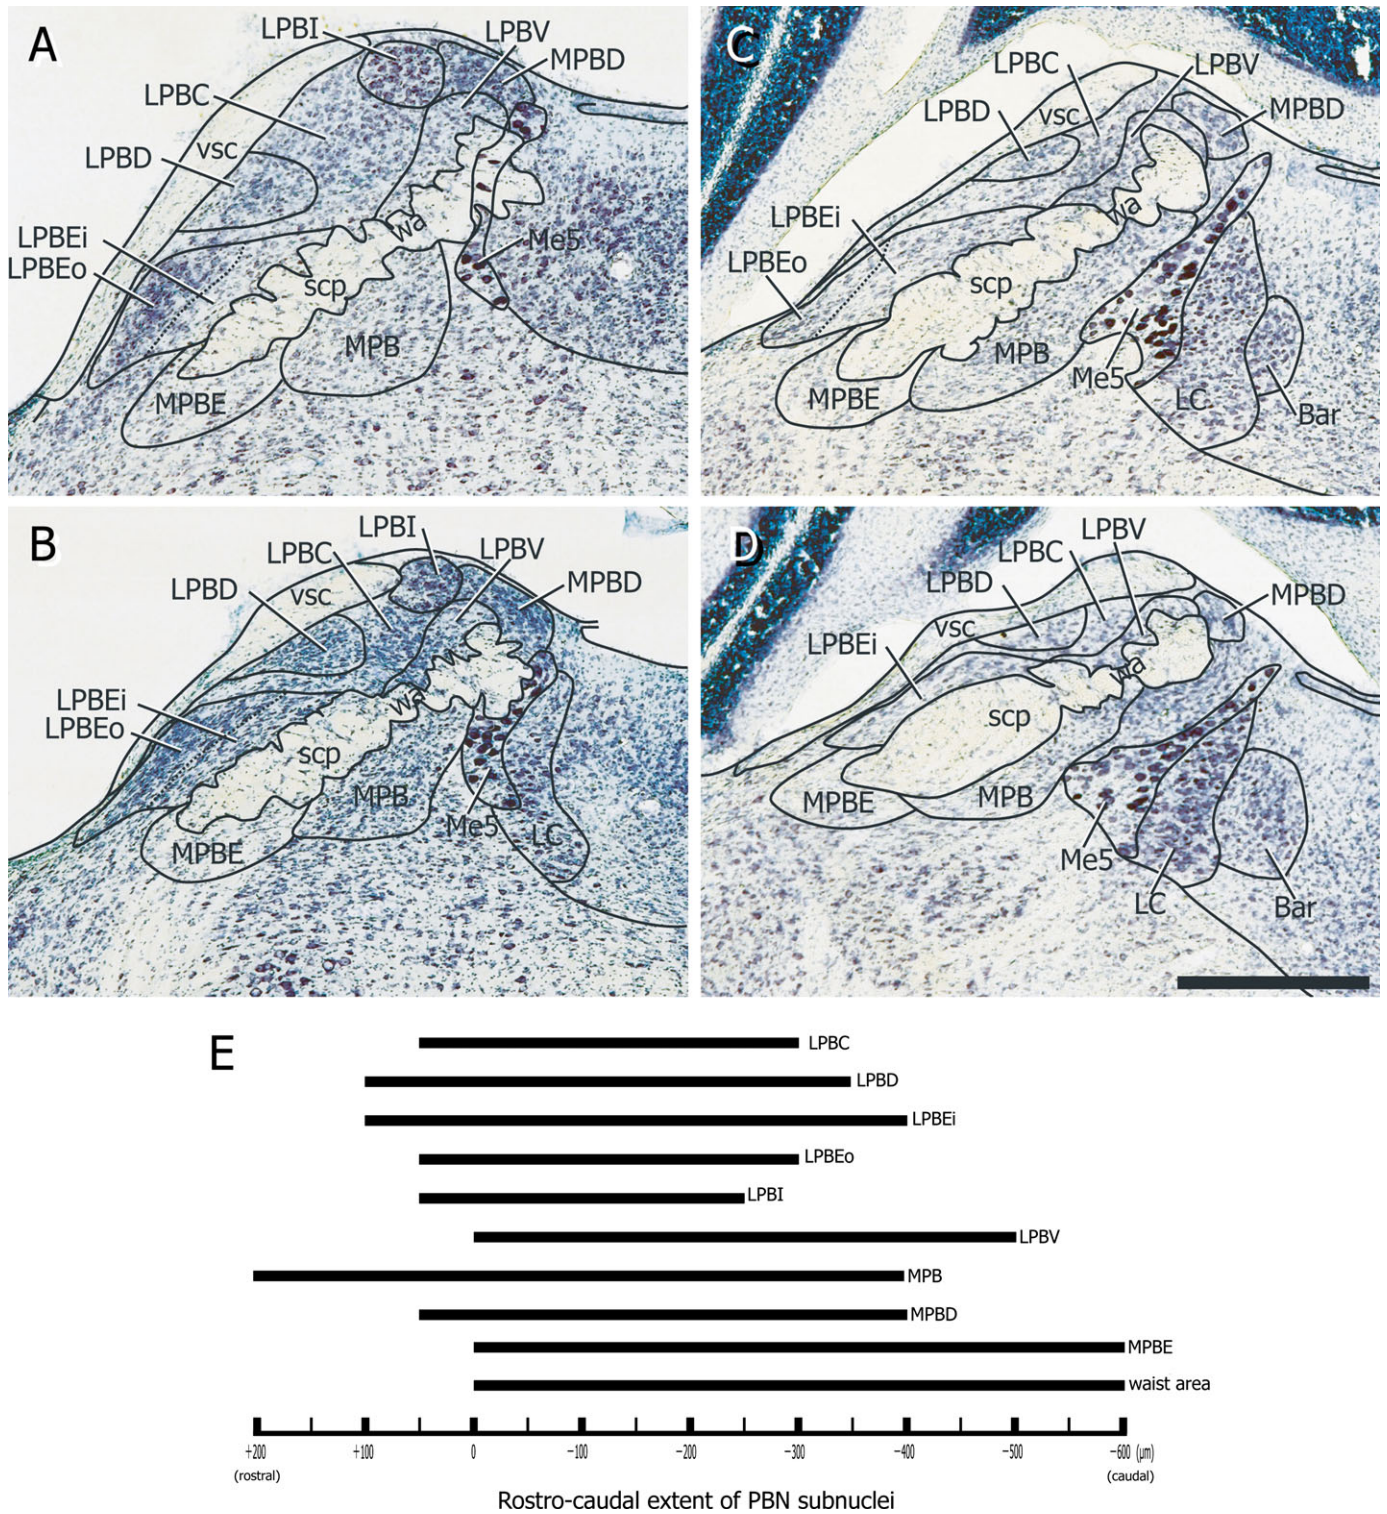 A
LPBI
LPBV
MPBD
LPBC
LPBD
vsc
LPBEi
LPBEo
wa
Me5
scp
MPB
MPBE
C
LPBC
LPBV
LPBD
vsc
MPBD
LPBEi
LPBEo
wa
scp
MPB
Me5
MPBE
LC
Bar
B
LPBI
LPBC
LPBV
LPBD
vsc
MPBD
LPBEi
LPBEo
wa
scp
MPB
Me5
LC
MPBE
D
LPBV
LPBC
LPBD
MPBD
vsc
LPBEi
wa
scp
MPBE
MPB
Me5
LC
Bar
E
LPBC
LPBD
LPBEi
LPBEo
LPBI
LPBV
MPB
MPBD
MPBE
waist area
+200 +100 0 −100 −200 −300 −400 −500 −600 (μm)
(rostral) (caudal)
Rostro-caudal extent of PBN subnuclei